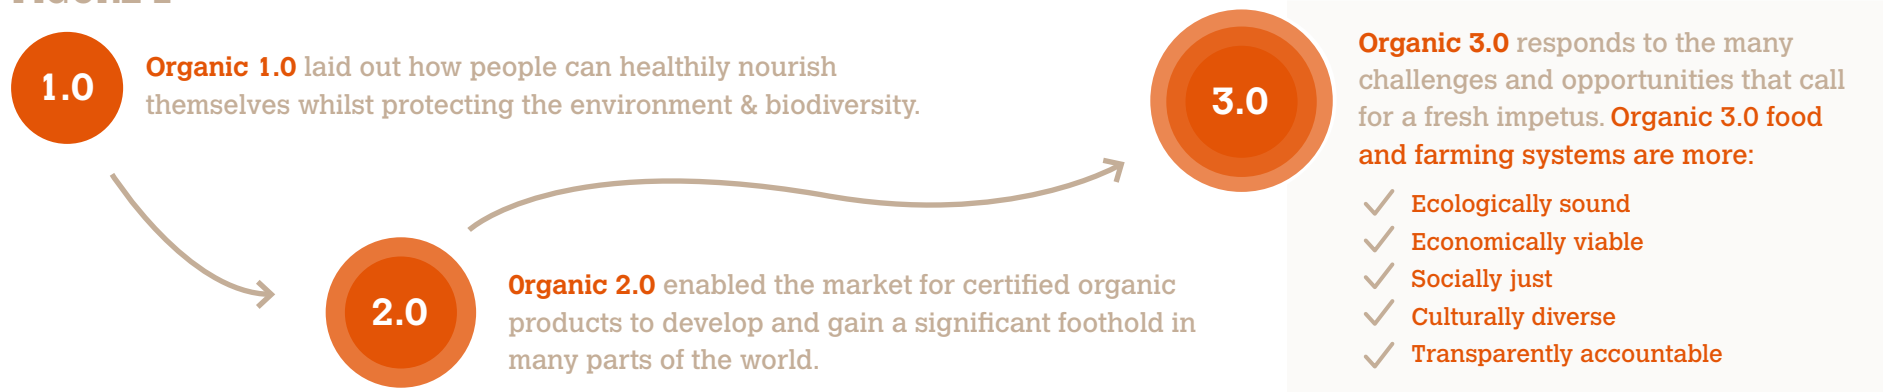 1.0
Organic 1.0 laid out how people can healthily nourish
themselves whilst protecting the environment & biodiversity.
2.0
Organic 2.0 enabled the market for certified organic
products to develop and gain a significant foothold in
many parts of the world.
3.0
Organic 3.0 responds to the many
challenges and opportunities that call
for a fresh impetus. Organic 3.0 food
and farming systems are more:
Ecologically sound
Economically viable
Socially just
Culturally diverse
Transparently accountable